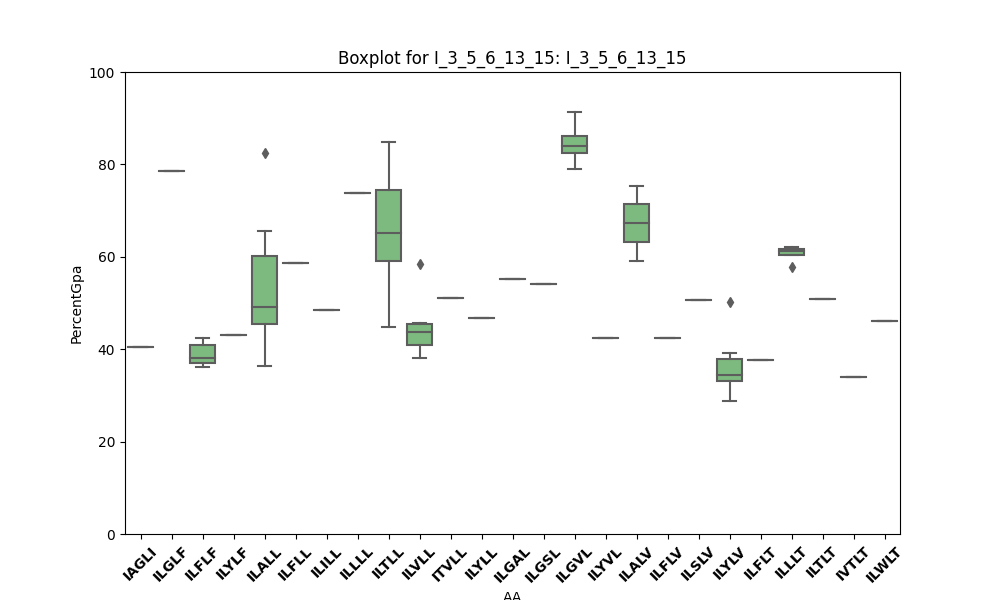 Boxplot for I_3_5_6_13_15: I_3_5_6_13_15
PercentGpa
100
80
60
40
20
0
IAGLI ILGLF ILFLF ILYLF ILALL ILFLL ILILL ILLLL ILTLL ILVLL ITVLL ILYLL ILGAL ILGSL ILGVL ILYVL ILALV ILFLV ILSLV ILYLV ILFLT ILLLT ILTLT IVTLT ILWLT
AA